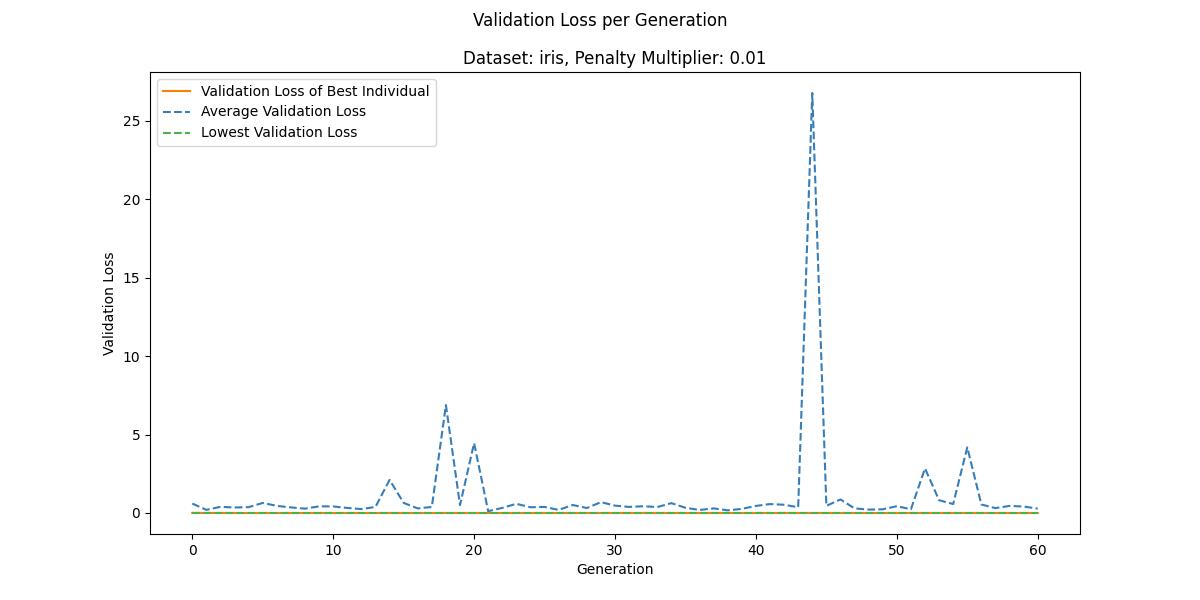 Validation Loss per Generation
Dataset: iris, Penalty Multiplier: 0.01
Validation Loss of Best Individual
Average Validation Loss
Lowest Validation Loss
25
20
15
10
5
0
Validation Loss
0 10 20 30 40 50 60
Generation